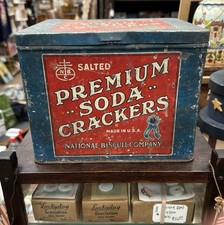 SALTED
PREMIUM
"SODA"
CRACKERS
MADE IN U.S.A.
NATIONAL BISCUIT COMPANY